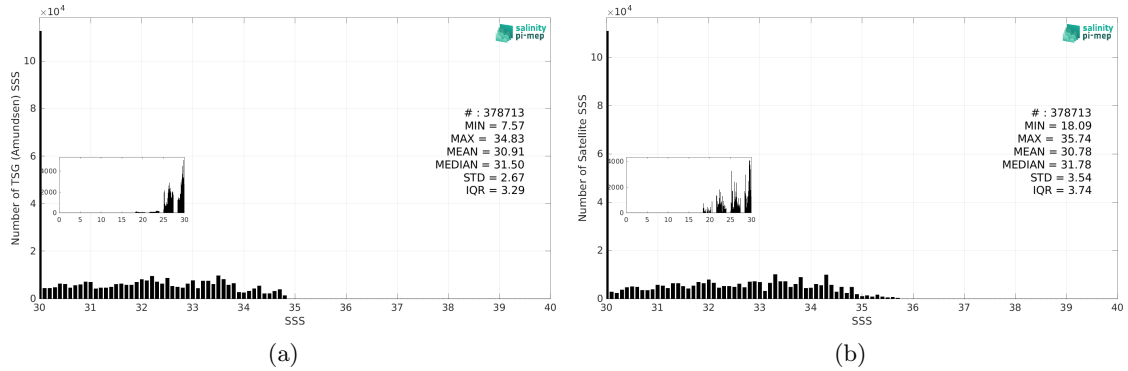 ×10⁴
salinity
pi-mep
Number of TSG (Amundsen) SSS
10
8
6
4
2
0
# : 378713
MIN = 7.57
MAX = 34.83
MEAN = 30.91
MEDIAN = 31.50
STD = 2.67
IQR = 3.29
4000
2000
0
0 5 10 15 20 25 30
30 31 32 33 34 35 36 37 38 39 40
SSS
(a)
×10⁴
salinity
pi-mep
Number of Satellite SSS
10
8
6
4
2
0
# : 378713
MIN = 18.09
MAX = 35.74
MEAN = 30.78
MEDIAN = 31.78
STD = 3.54
IQR = 3.74
4000
2000
0
0 5 10 15 20 25 30
30 31 32 33 34 35 36 37 38 39 40
SSS
(b)